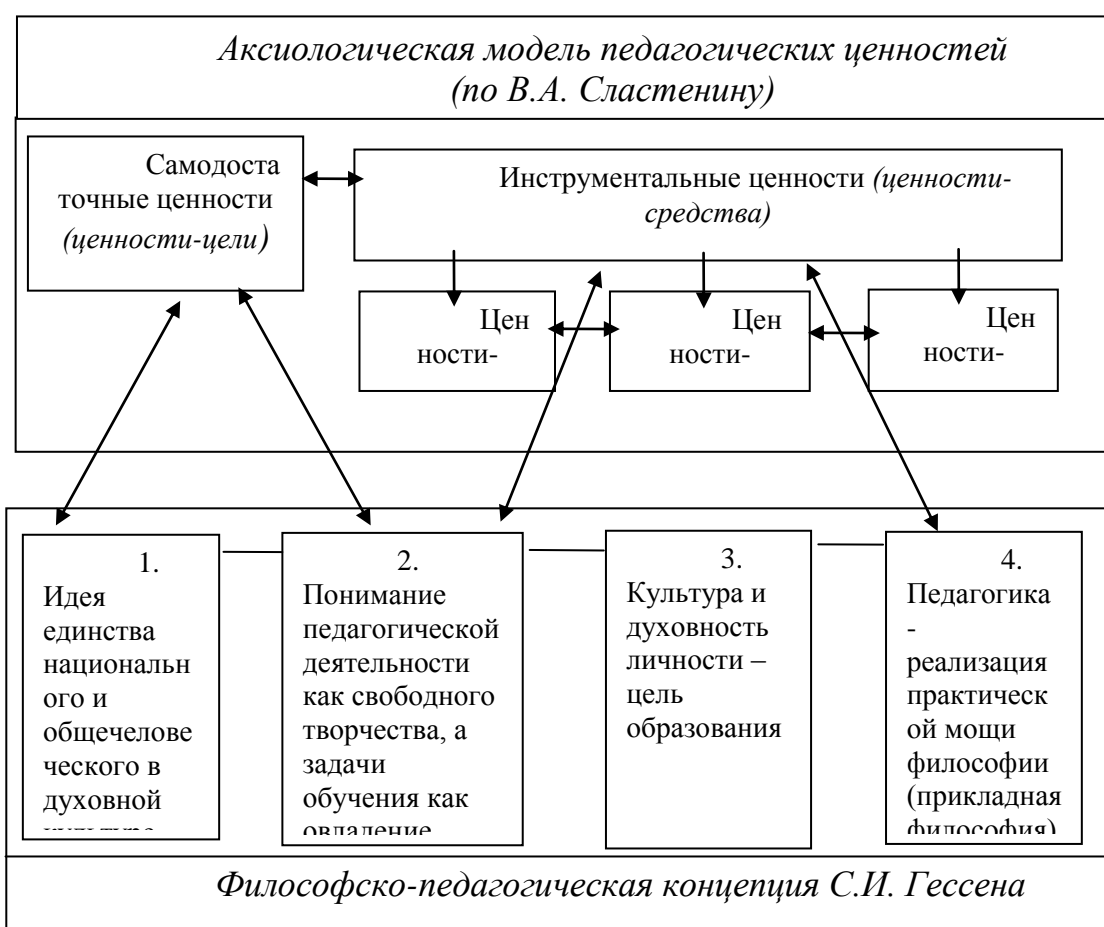 Аксиологическая модель педагогических ценностей
(по В.А. Сластенину)
Самодоста
точные ценности
(ценности-цели)
Инструментальные ценности (ценности-
средства)
Цен
ности-
Цен
ности-
Цен
ности-
1.
Идея
единства
национальн
ого и
общечелове
ческого в
духовной
2.
Понимание
педагогической
деятельности
как свободного
творчества, а
задачи
обучения как
овладение
3.
Культура и
духовность
личности –
цель
образования
4.
Педагогика
-
реализация
практическ
ой мощи
философии
(прикладная
философия)
Философско-педагогическая концепция С.И. Гессена